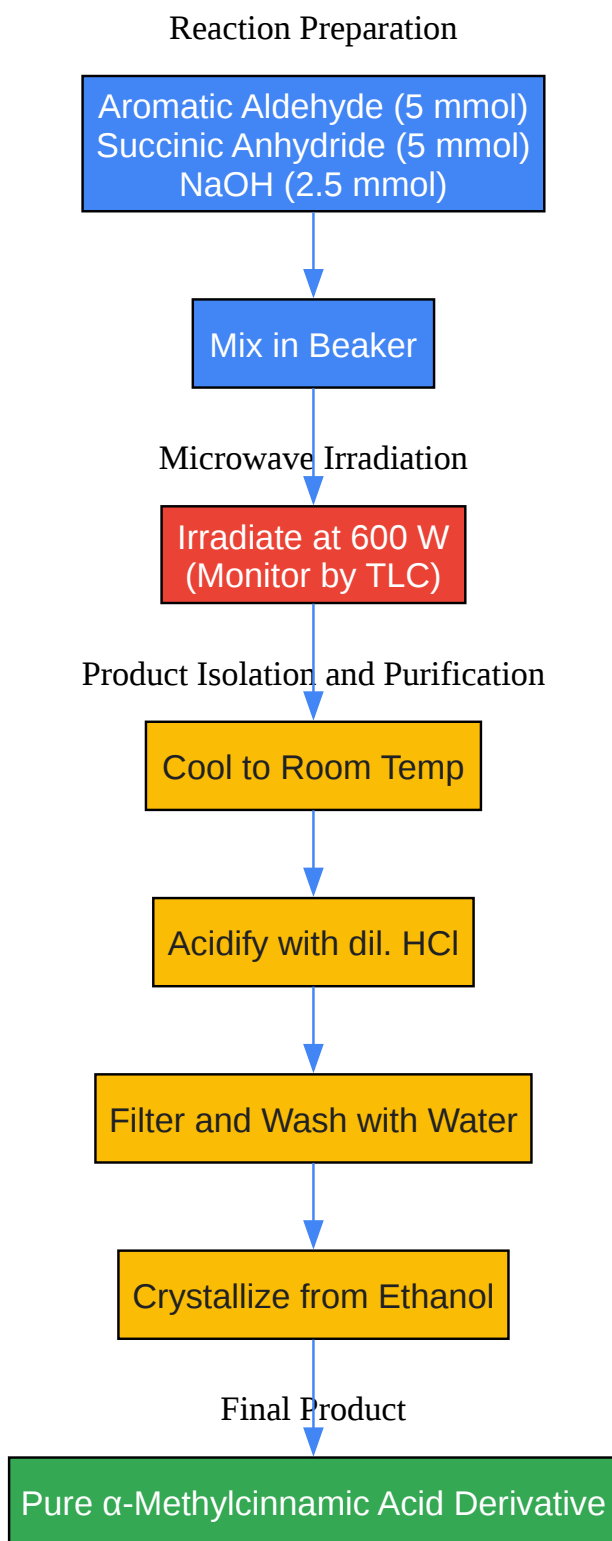 Reaction Preparation
Aromatic Aldehyde (5 mmol)
Succinic Anhydride (5 mmol)
NaOH (2.5 mmol)
Mix in Beaker
Microwave Irradiation
Irradiate at 600 W
(Monitor by TLC)
Product Isolation and Purification
Cool to Room Temp
Acidify with dil. HCl
Filter and Wash with Water
Crystallize from Ethanol
Final Product
Pure α-Methylcinnamic Acid Derivative